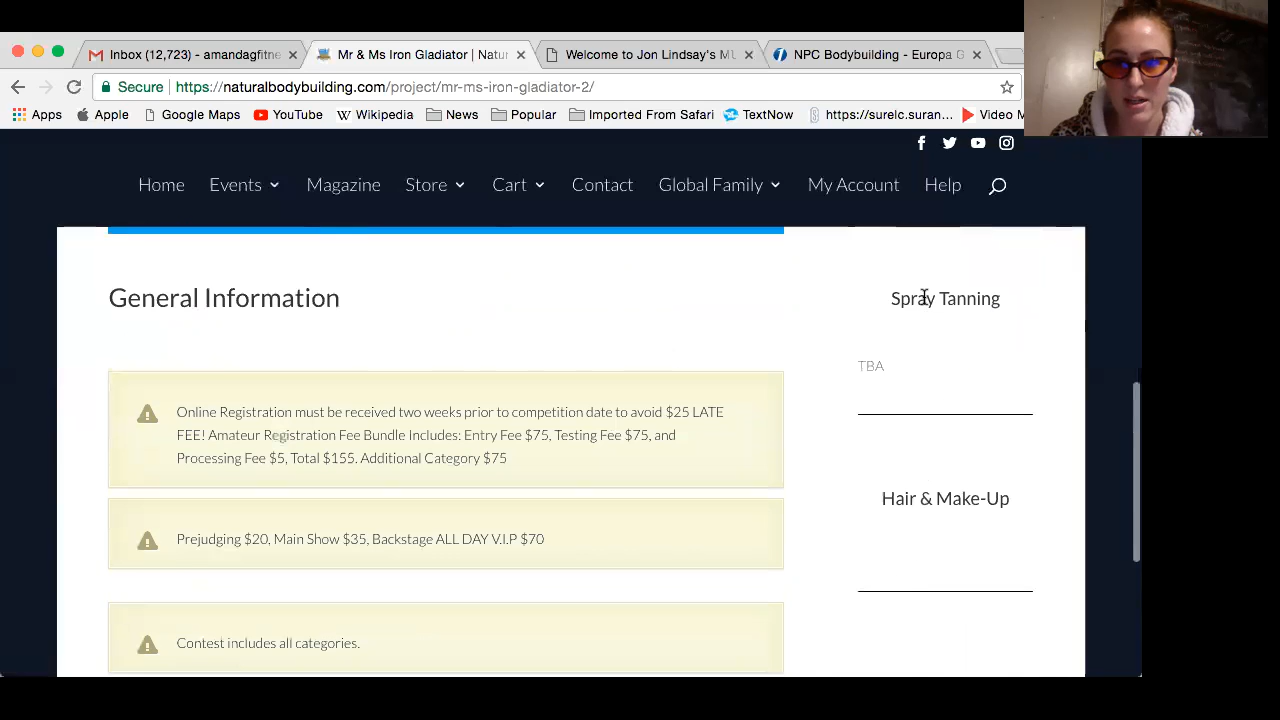 Inbox (12,723) - amandagfitne
Mr & Ms Iron Gladiator | Natu
Welcome to Jon Lindsay's MU
NPC Bodybuilding - Europa G
Secure
https://naturalbodybuilding.com/project/mr-ms-iron-gladiator-2/
Apps
Apple
Google Maps
YouTube
Wikipedia
News
Popular
Imported From Safari
TextNow
https://surelc.suran...
Video M
Home
Events
Magazine
Store
Cart
Contact
Global Family
My Account
Help
General Information
Online Registration must be received two weeks prior to competition date to avoid $25 LATE
FEE! Amateur Registration Fee Bundle Includes: Entry Fee $75, Testing Fee $75, and
Processing Fee $5, Total $155. Additional Category $75
Prejudging $20, Main Show $35, Backstage ALL DAY V.I.P $70
Contest includes all categories.
Spray Tanning
TBA
Hair & Make-Up